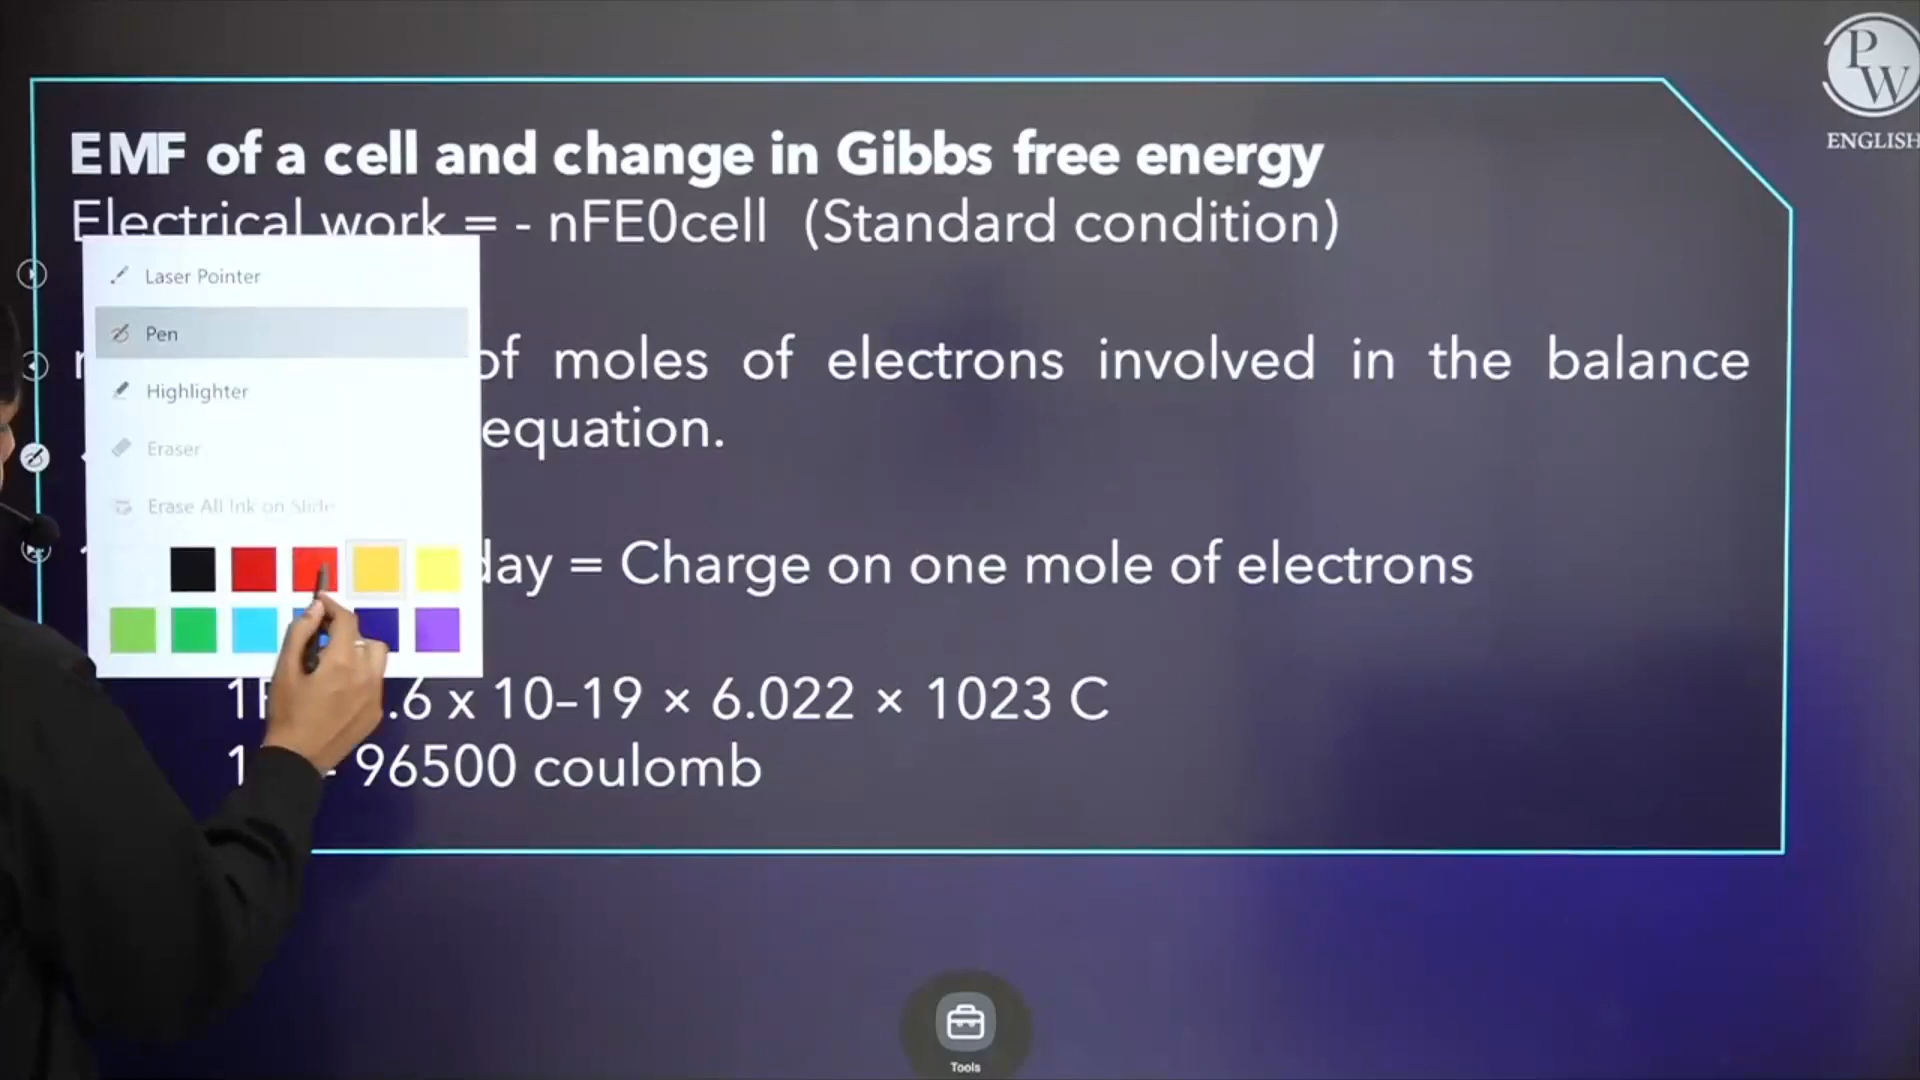 PW
ENGLISH
EMF of a cell and change in Gibbs free energy
Electrical work = - nFE0cell (Standard condition)
Laser Pointer
Pen
Highlighter
Eraser
Erase All Ink on Slide
of moles of electrons involved in the balance
equation.
= Charge on one mole of electrons
.6 x 10–19 × 6.022 × 1023 C
96500 coulomb
Tools